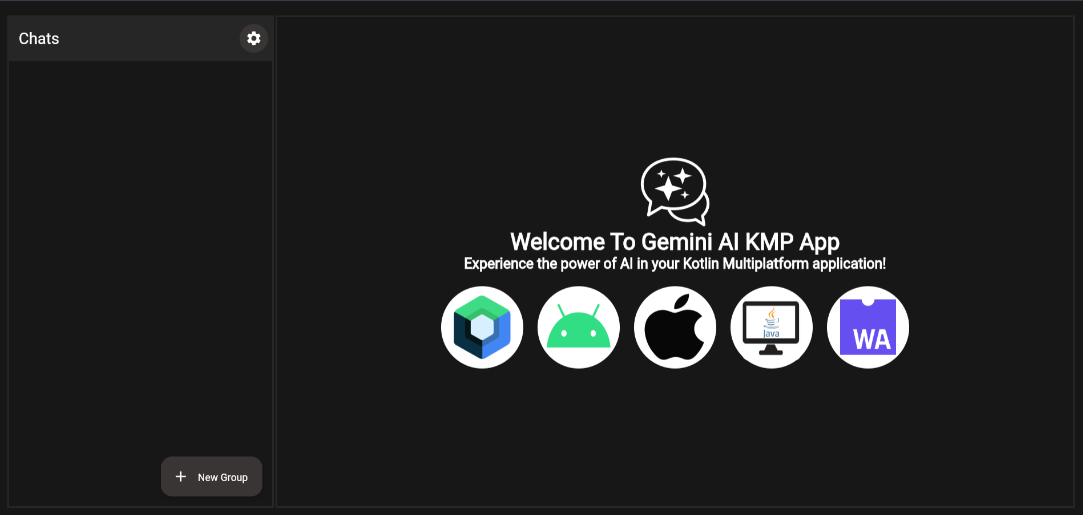 Chats
Welcome To Gemini AI KMP App
Experience the power of AI in your Kotlin Multiplatform application!
Java
WA
New Group